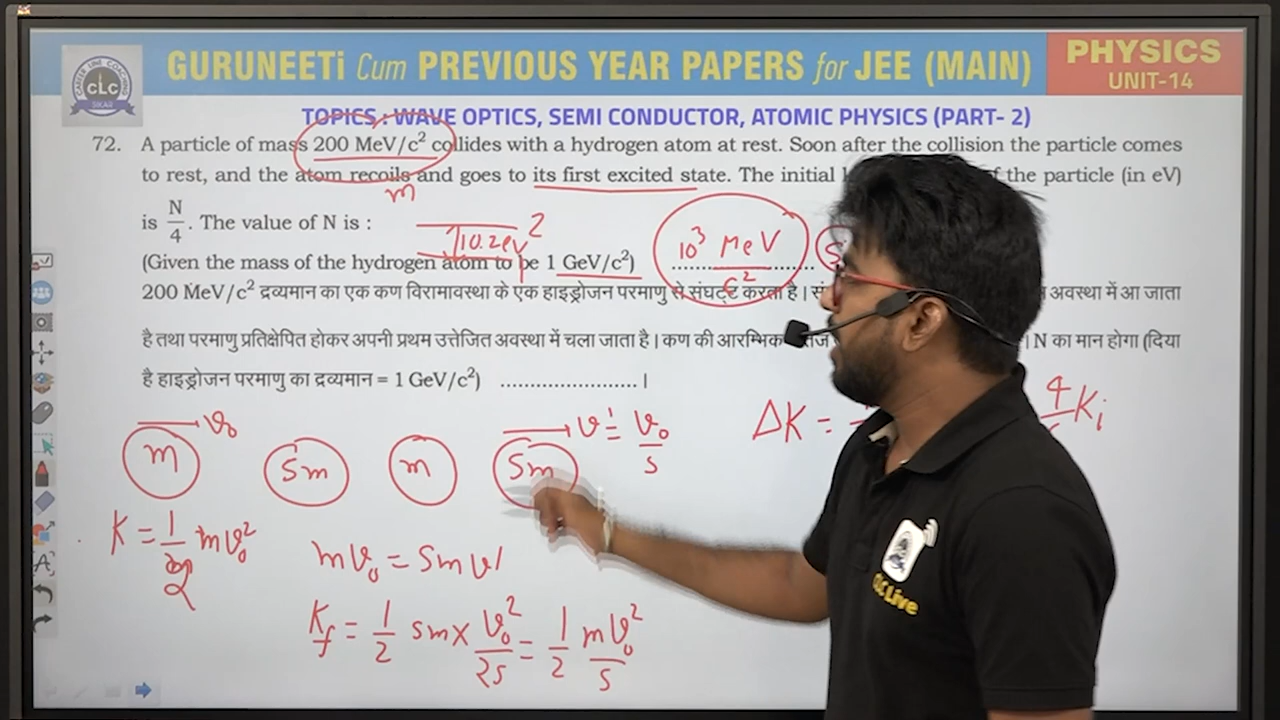 GURUNEETi Cum PREVIOUS YEAR PAPERS for JEE (MAIN)
PHYSICS
UNIT-14
CLC
SIKAR
TOPICS : WAVE OPTICS, SEMI CONDUCTOR, ATOMIC PHYSICS (PART- 2)
72. A particle of mass 200 MeV/c² collides with a hydrogen atom at rest. Soon after the collision the particle comes
to rest, and the atom recoils and goes to its first excited state. The initial the particle (in eV)
m
is N/4. The value of N is :
10.2eV 2
10³ MeV/c²
(Given the mass of the hydrogen atom to be 1 GeV/c²) ..............
200 MeV/c² द्रव्यमान का एक कण विरामावस्था के एक हाइड्रोजन परमाणु से संघट्ट करता है। अवस्था में आ जाता
है तथा परमाणु प्रतिक्षेपित होकर अपनी प्रथम उत्तेजित अवस्था में चला जाता है। कण की आरम्भिक N का मान होगा (दिया
है हाइड्रोजन परमाणु का द्रव्यमान = 1 GeV/c²) ........................ ।
m v₀ 5m m 5m v' = v₀/5
ΔK = 4 Kᵢ
K = 1/2 mv₀²
mv₀ = 5mv'
K_f = 1/2 5m × v₀²/25 = 1/2 mv₀²/5
CLC Live